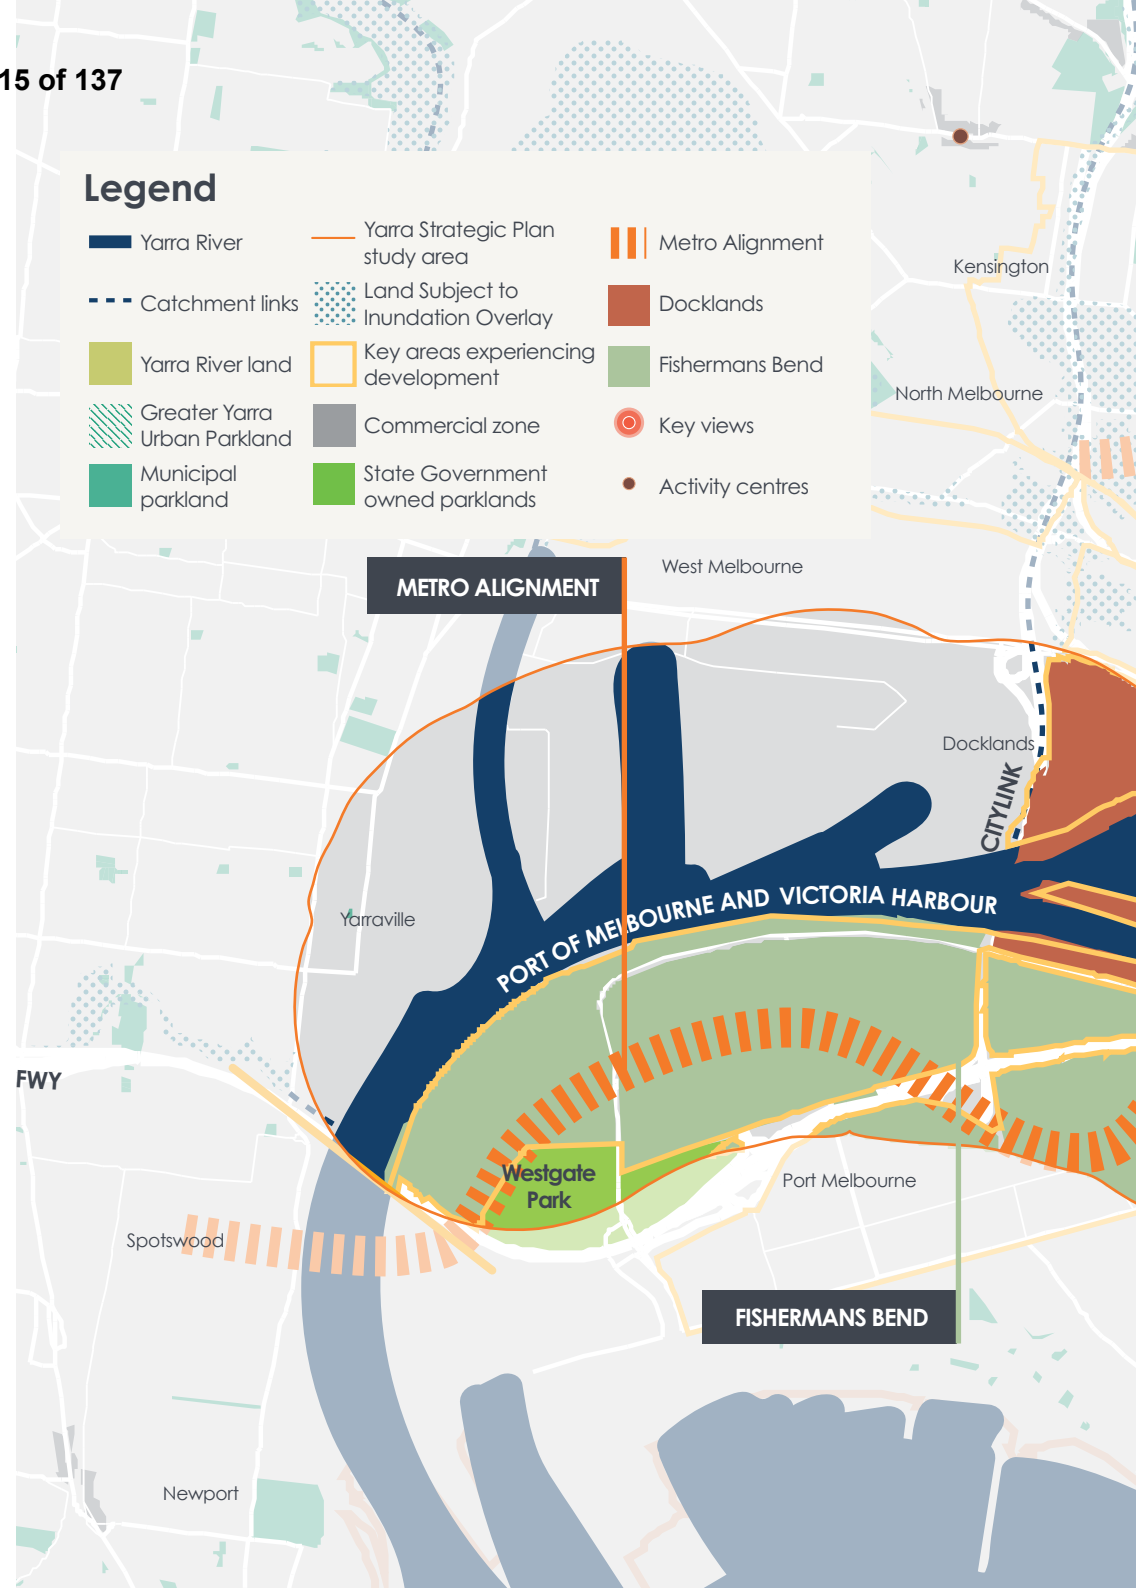 15 of 137
Legend
Yarra River
Catchment links
Yarra River land
Greater Yarra
Urban Parkland
Municipal
parkland
Yarra Strategic Plan
study area
Land Subject to
Inundation Overlay
Key areas experiencing
development
Commercial zone
State Government
owned parklands
Metro Alignment
Docklands
Fishermans Bend
Key views
Activity centres
Kensington
North Melbourne
West Melbourne
METRO ALIGNMENT
Docklands
CITYLINK
PORT OF MELBOURNE AND VICTORIA HARBOUR
Yarraville
FWY
Westgate
Park
Port Melbourne
Spotswood
FISHERMANS BEND
Newport